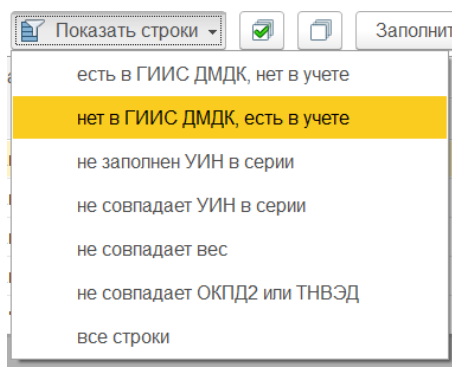 Показать строки
Заполнит
есть в ГИИС ДМДК, нет в учете
нет в ГИИС ДМДК, есть в учете
не заполнен УИН в серии
не совпадает УИН в серии
не совпадает вес
не совпадает ОКПД2 или ТНВЭД
все строки